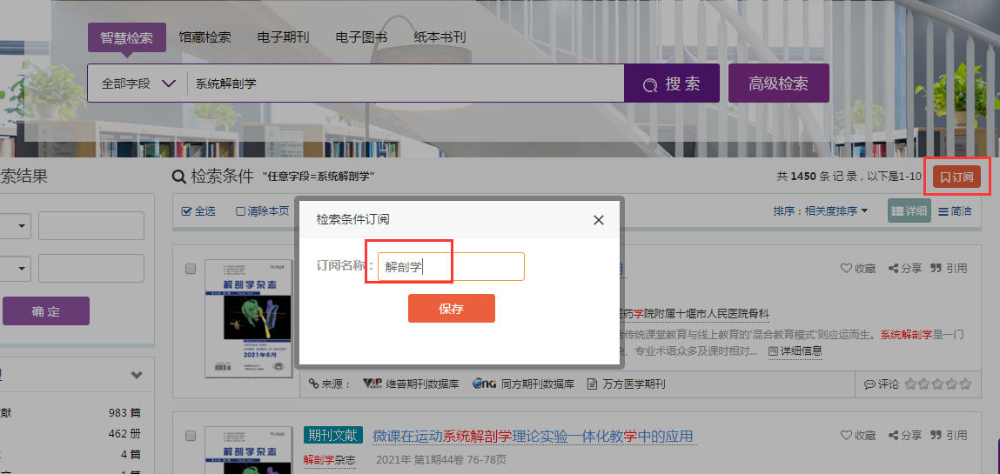 智慧检索 馆藏检索 电子期刊 电子图书 纸本书刊
全部字段 系统解剖学 搜索 高级检索
索结果 检索条件 "任意字段=系统解剖学" 共 1450 条 记 录，以下是1-10 订阅
全选 清除本页 排序：相关度排序 详细 简洁
检索条件订阅
订阅名称： 解剖学
保存
确 定
解剖学杂志
2021年6月
收藏 分享 引用
医药学院附属十堰市人民医院骨科
传统课堂教育与线上教育的'混合教育模式'则应运而生。系统解剖学是一门
、专业术语众多及课时相对... 详细信息
来源： VIP 维普期刊数据库 同方期刊数据库 万方医学期刊 评论
献 983 篇
462 册
4 篇
1 篇
期刊文献 微课在运动系统解剖学理论实验一体化教学中的应用 收藏 分享 引用
解剖学杂志 2021年 第1期44卷 76-78页
解剖学杂志